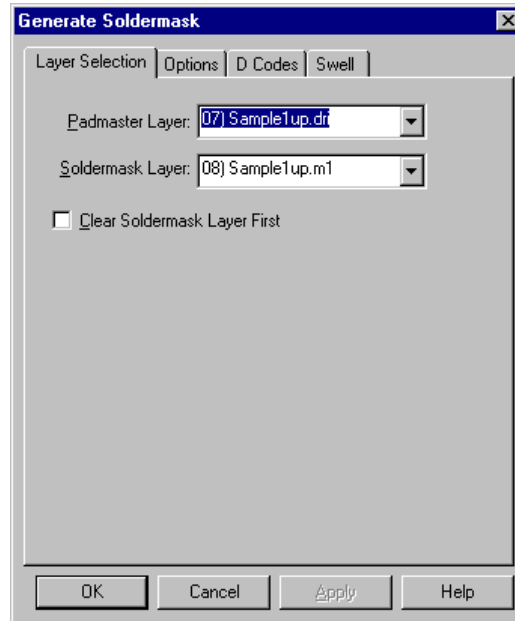 Generate Soldermask
Layer Selection Options D Codes Swell
Padmaster Layer: 07) Sample1up.dri
Soldermask Layer: 08) Sample1up.m1
Clear Soldermask Layer First
OK Cancel Apply Help